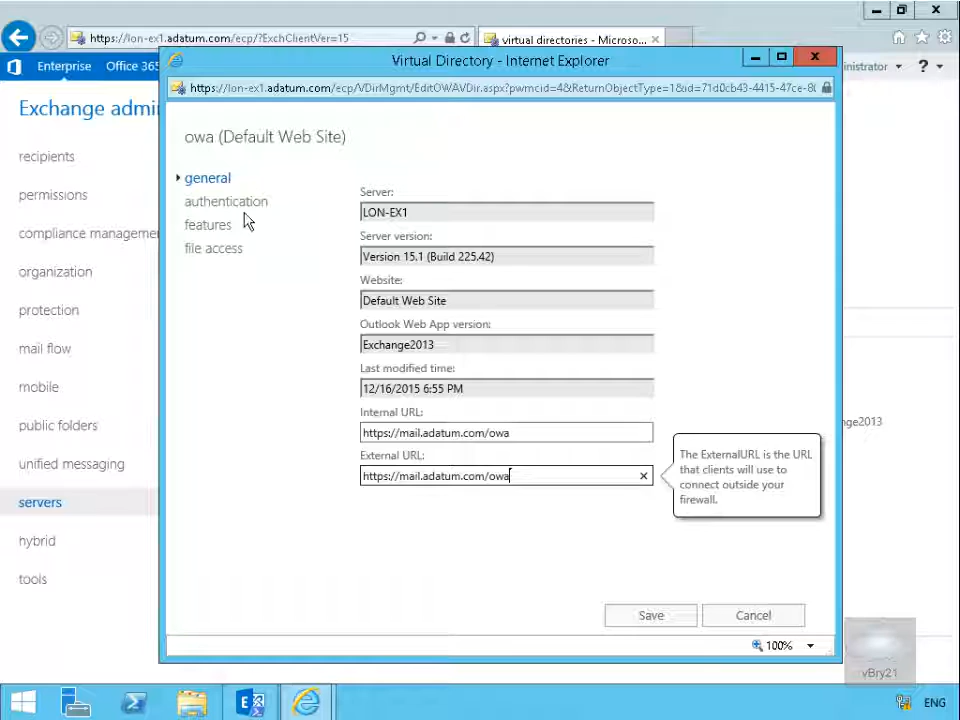 https://lon-ex1.adatum.com/ecp/?ExchClientVer=15
virtual directories - Microso...
Enterprise
Office 365
Virtual Directory - Internet Explorer
ministrator
?
https://lon-ex1.adatum.com/ecp/VDirMgmt/EditOWAVDir.aspx?pwmcid=4&ReturnObjectType=1&id=71d0cb43-4415-47ce-8(
Exchange admi
recipients
permissions
compliance managemen
organization
protection
mail flow
mobile
public folders
unified messaging
servers
hybrid
tools
owa (Default Web Site)
general
authentication
features
file access
Server:
LON-EX1
Server version:
Version 15.1 (Build 225.42)
Website:
Default Web Site
Outlook Web App version:
Exchange2013
Last modified time:
12/16/2015 6:55 PM
Internal URL:
https://mail.adatum.com/owa
External URL:
https://mail.adatum.com/owa
The ExternalURL is the URL
that clients will use to
connect outside your
firewall.
nge2013
Save
Cancel
100%
vBry21
ENG